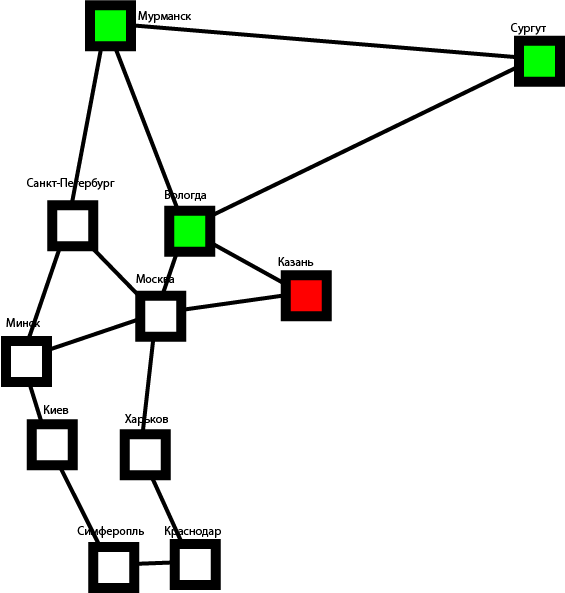 Мурманск
Сургут
Санкт-Петербург
Вологда
Казань
Москва
Минск
Киев
Харьков
Симферопль
Краснодар